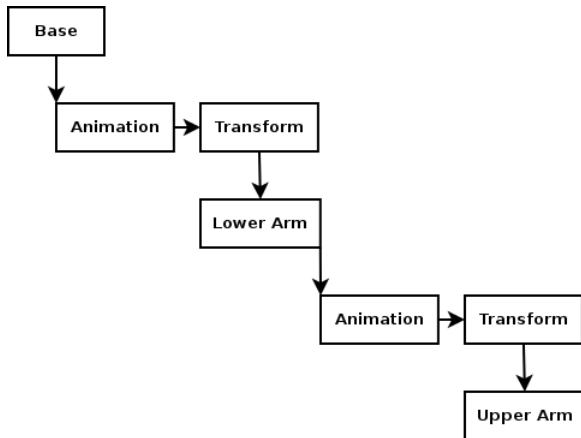 Base
Animation
Transform
Lower Arm
Animation
Transform
Upper Arm